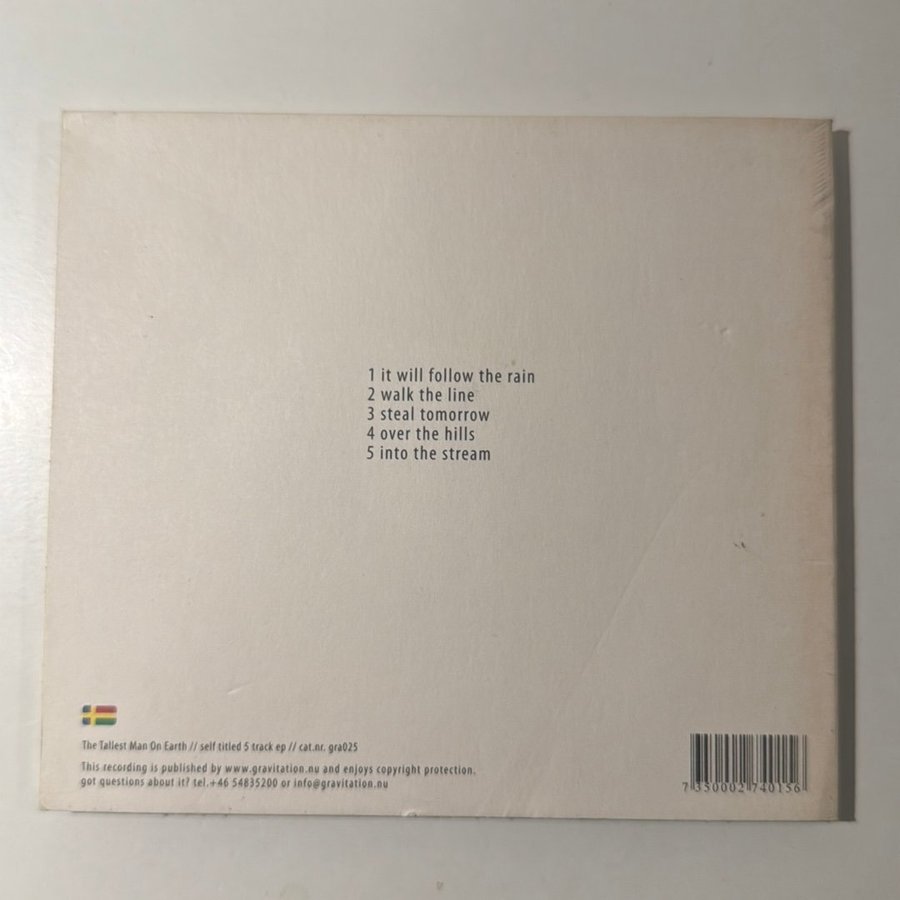 1 it will follow the rain
2 walk the line
3 steal tomorrow
4 over the hills
5 into the stream
The Tallest Man On Earth // self titled 5 track ep // cat.nr. gra025
This recording is published by www.gravitation.nu and enjoys copyright protection.
got questions about it? tel.+46 54835200 or info@gravitation.nu
7 350002 740156